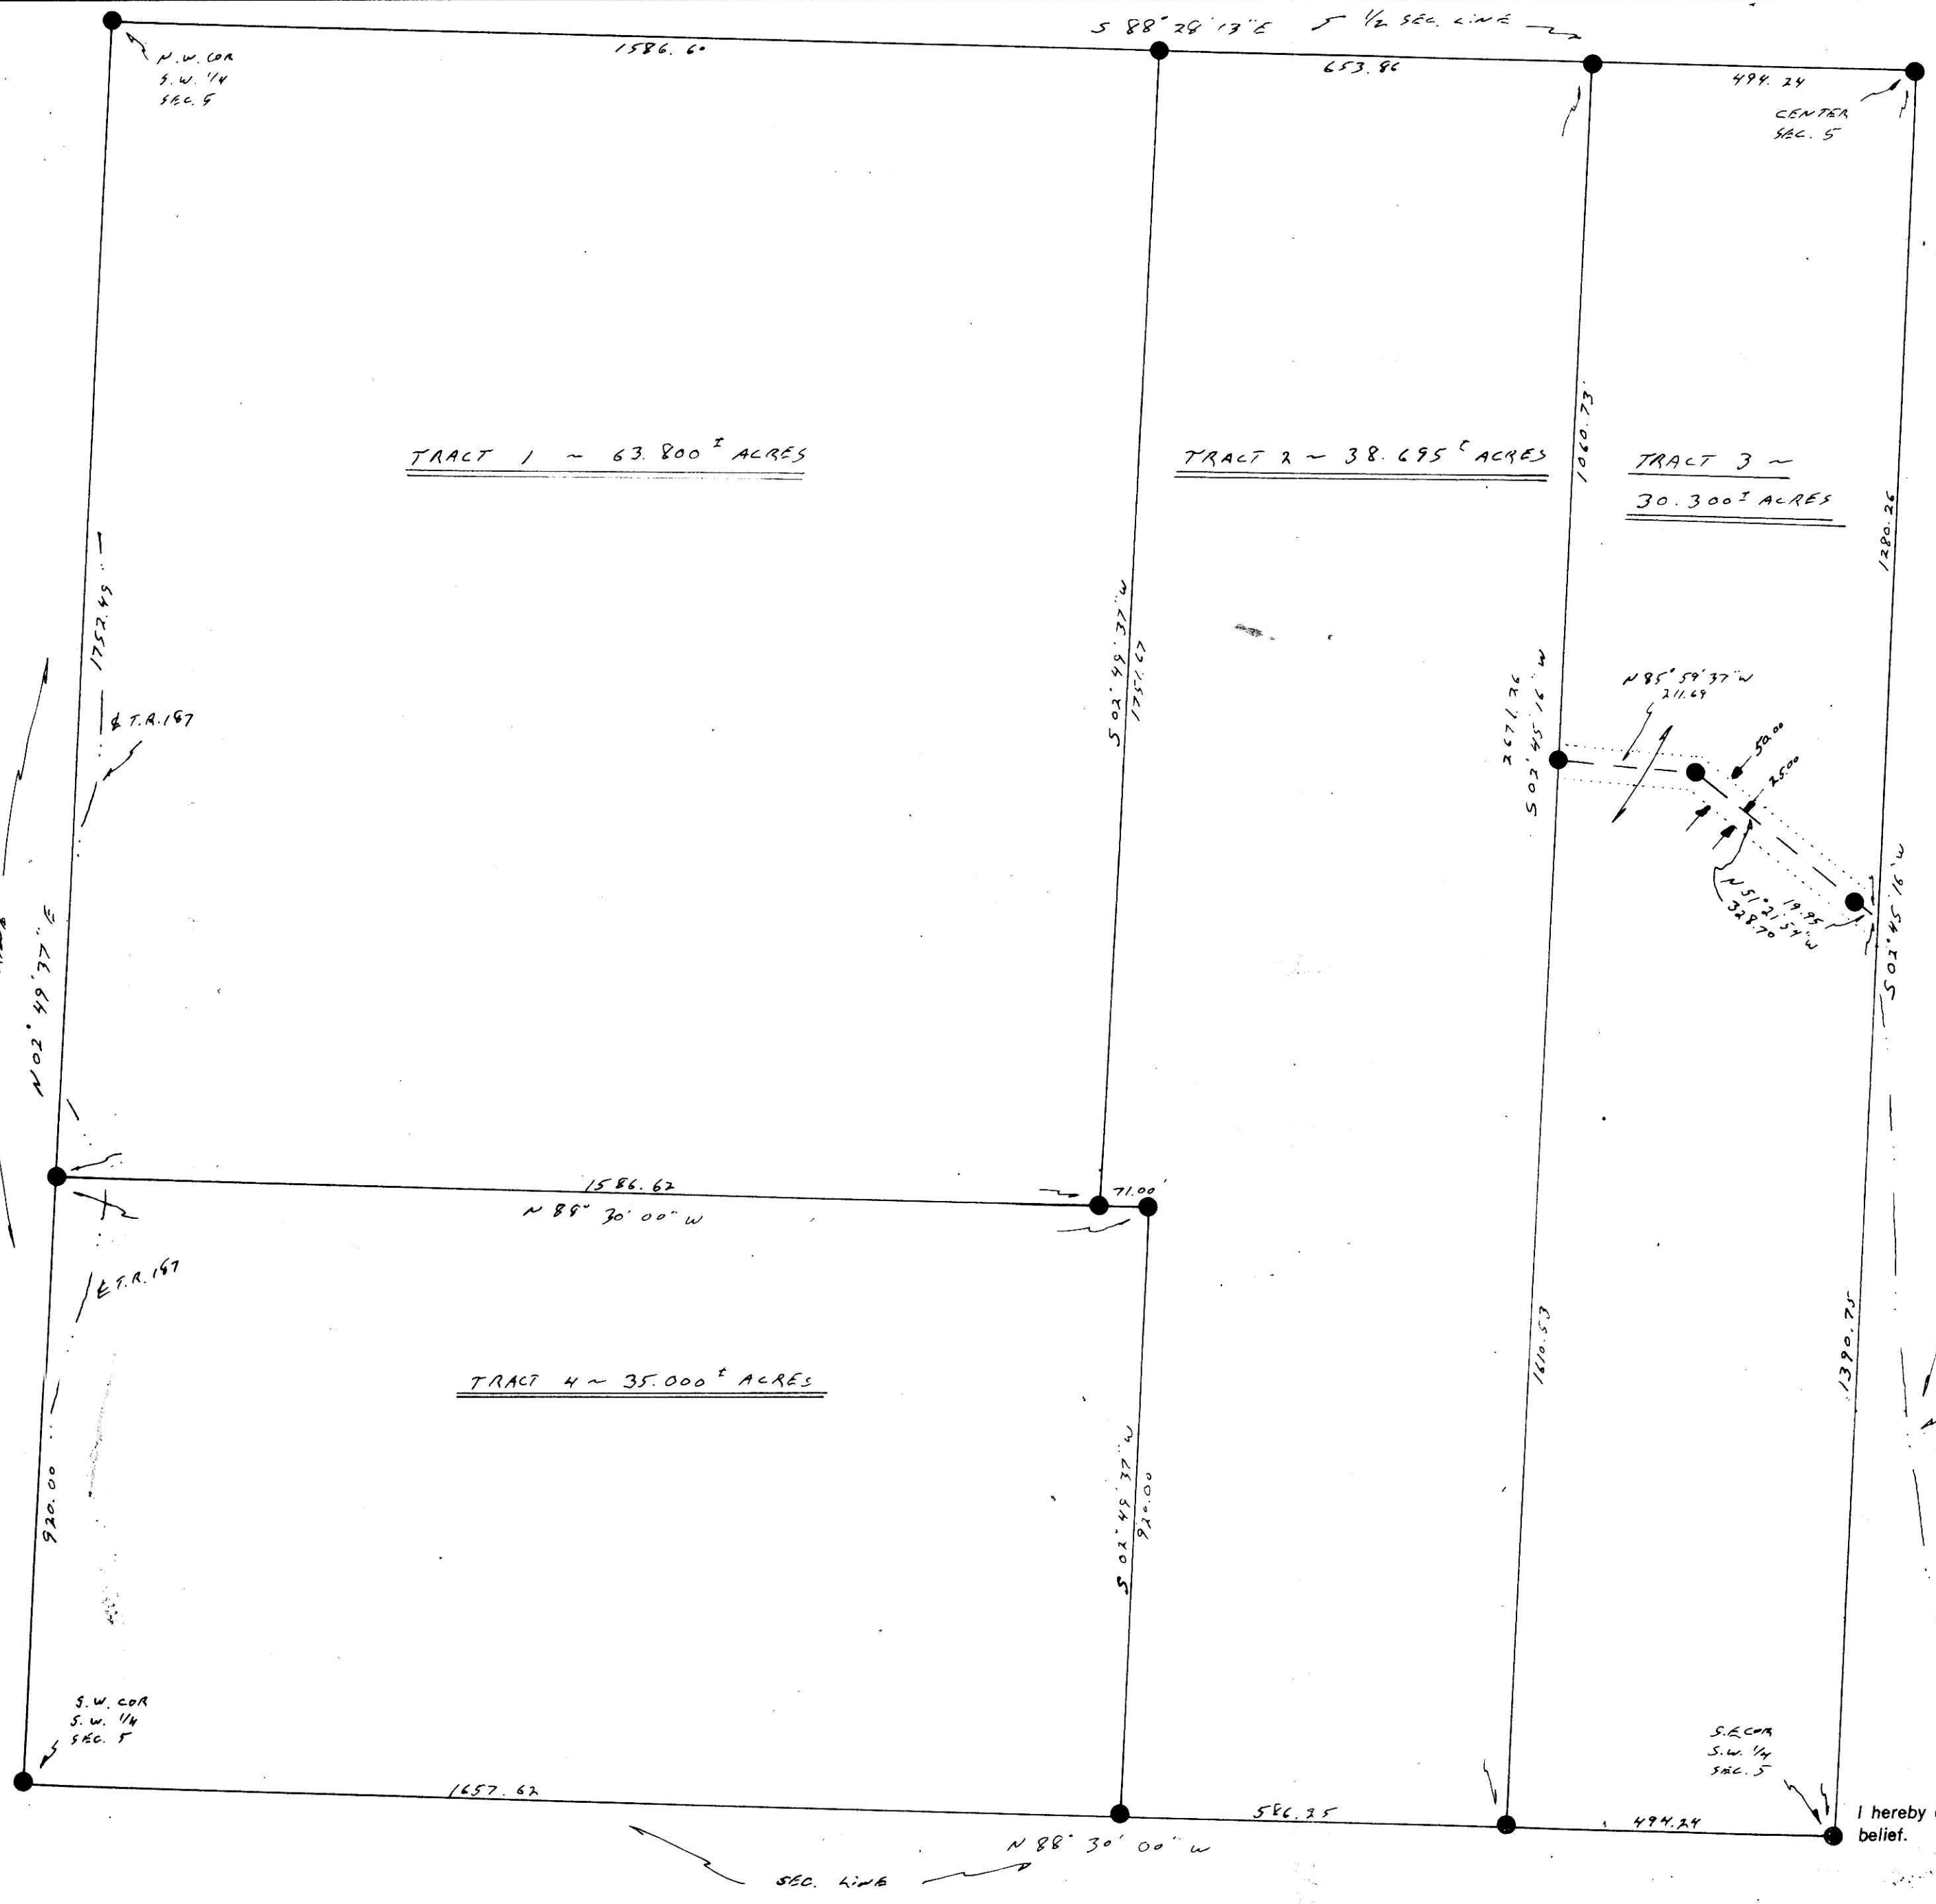 S 88° 28' 13" E
1/2 SEC. LINE
1586.60
653.86
494.24
N.W. COR
S.W. 1/4
SEC. 5
CENTER
SEC. 5
TRACT 1 ~ 63.800 ± ACRES
TRACT 2 ~ 38.695 ± ACRES
TRACT 3 ~
30.300 ± ACRES
1060.73'
1280.26
1752.49
S 02° 49' 37" W
1751.67
2671.26
S 02° 45' 16" W
N 85° 59' 37" W
211.69
50.00
25.00
19.95
N 51° 21' 54" W
328.70
S 02° 45' 16" W
℄ T.R. 187
N 02° 49' 37" E
1586.62
71.00'
N 88° 30' 00" W
℄ T.R. 187
TRACT 4 ~ 35.000 ± ACRES
1610.53
1390.75
920.00
S 02° 49' 37" W
920.00
S.W. COR
S.W. 1/4
SEC. 5
S.E COR
S.W. 1/4
SEC. 5
1657.62
586.25
494.24
I hereby
belief.
N 88° 30' 00" W
SEC. LINE